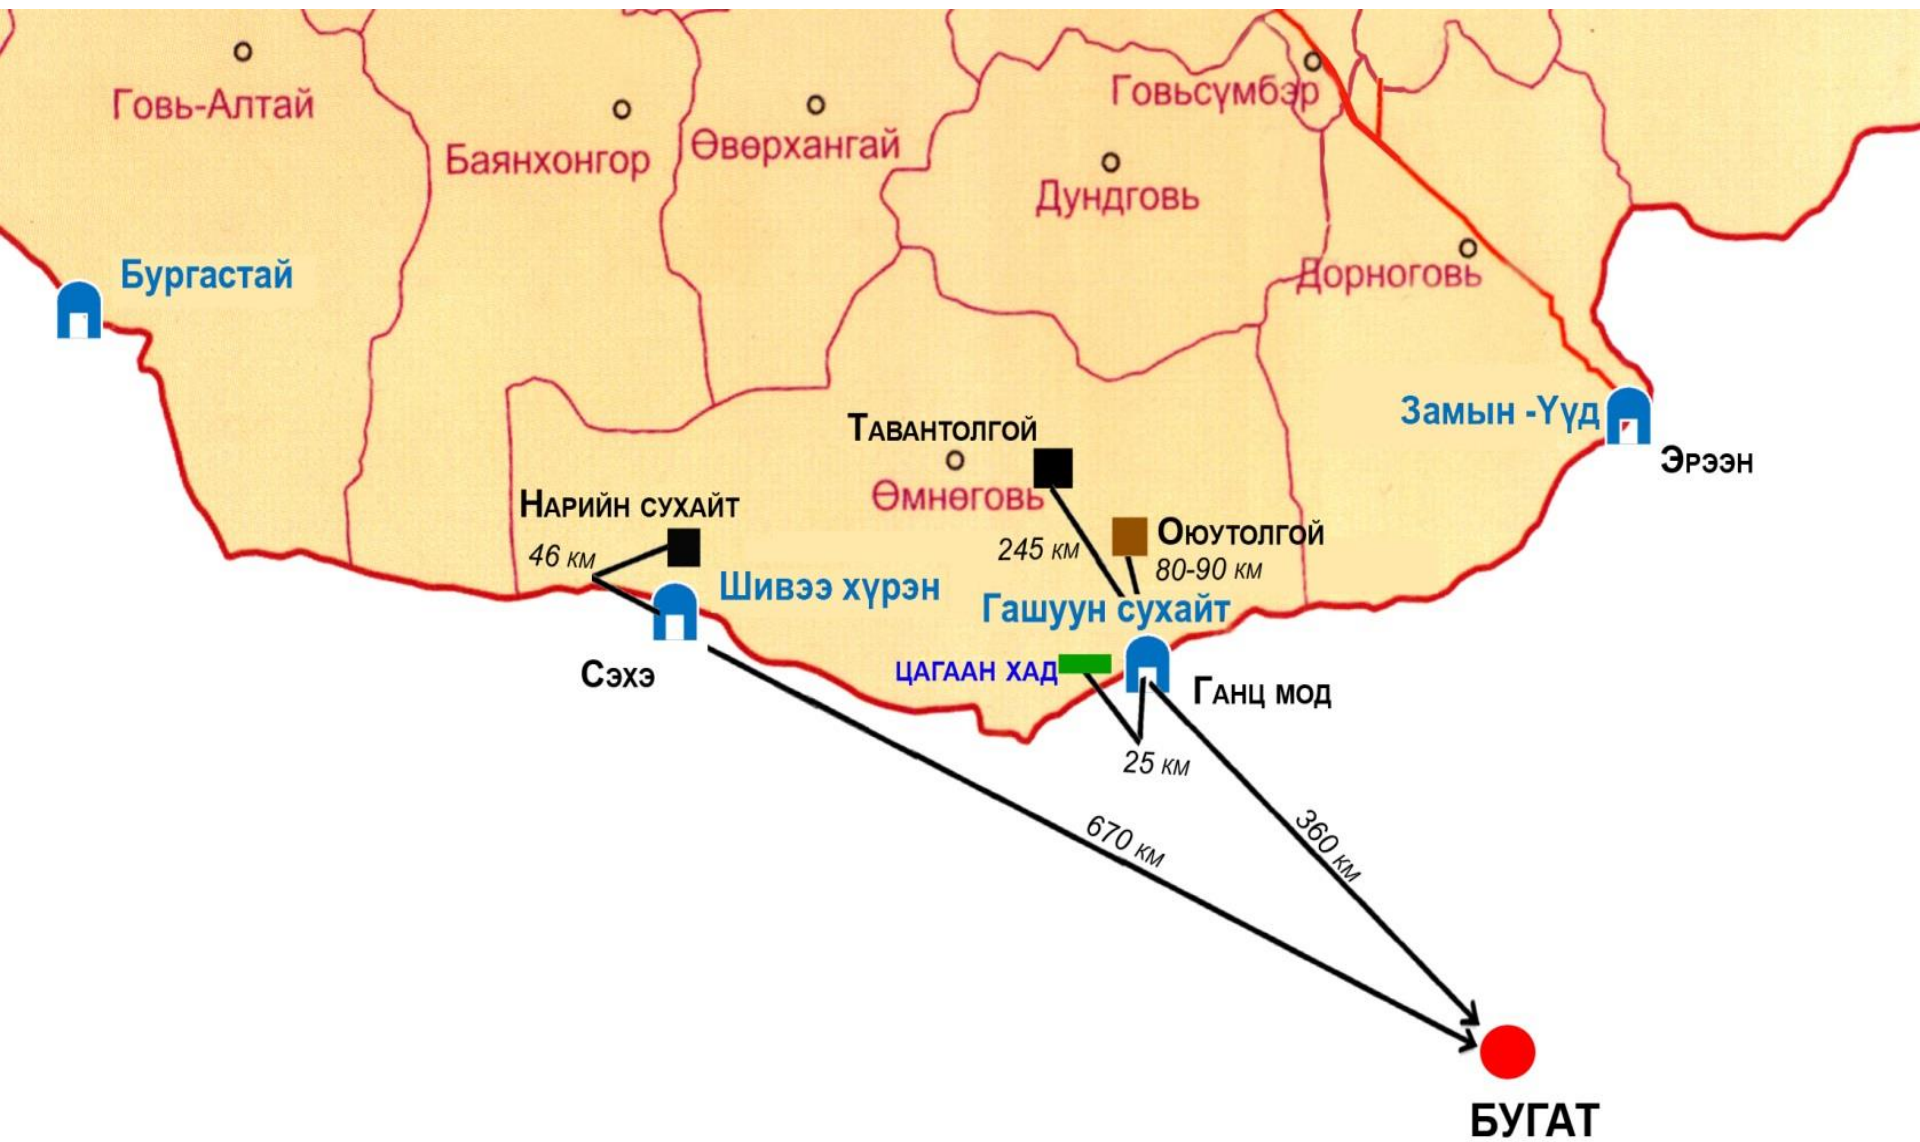 Говь-Алтай
Баянхонгор
Өвөрхангай
Говьсүмбэр
Дундговь
Дорноговь
Бургастай
Замын -Үүд
Эрээн
Тавантолгой
Өмнөговь
Нарийн сухайт
46 км
Шивээ хүрэн
Сэхэ
245 км
Оюутолгой
80-90 км
Гашуун сухайт
цагаан хад
Ганц мод
25 км
670 км
360 км
БУГАТ